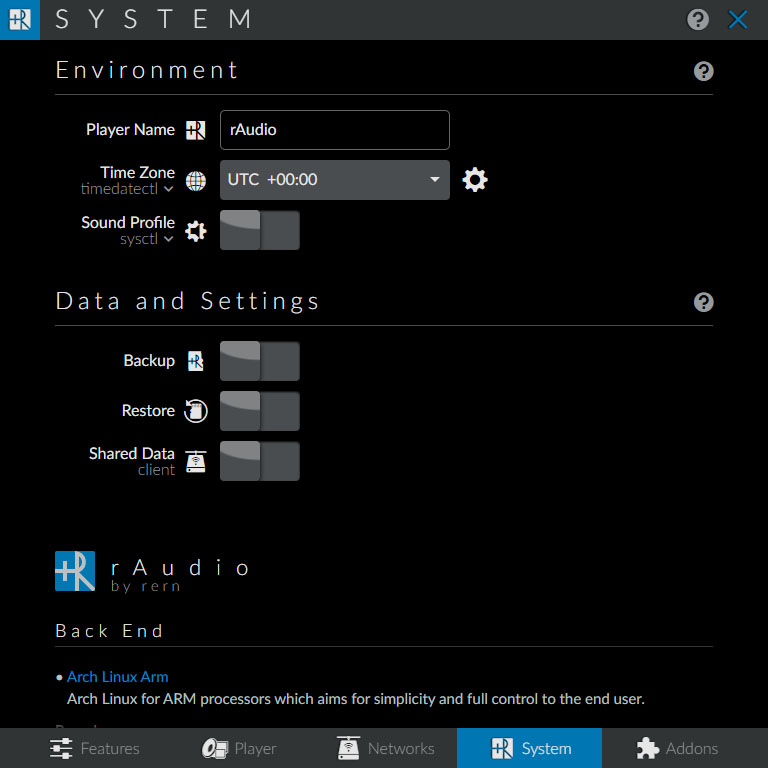 SYSTEM
Environment
Player Name
rAudio
Time Zone
timedatectl
UTC +00:00
Sound Profile
sysctl
Data and Settings
Backup
Restore
Shared Data
client
rAudio
by rern
Back End
• Arch Linux Arm
Arch Linux for ARM processors which aims for simplicity and full control to the end user.
Features
Player
Networks
System
Addons